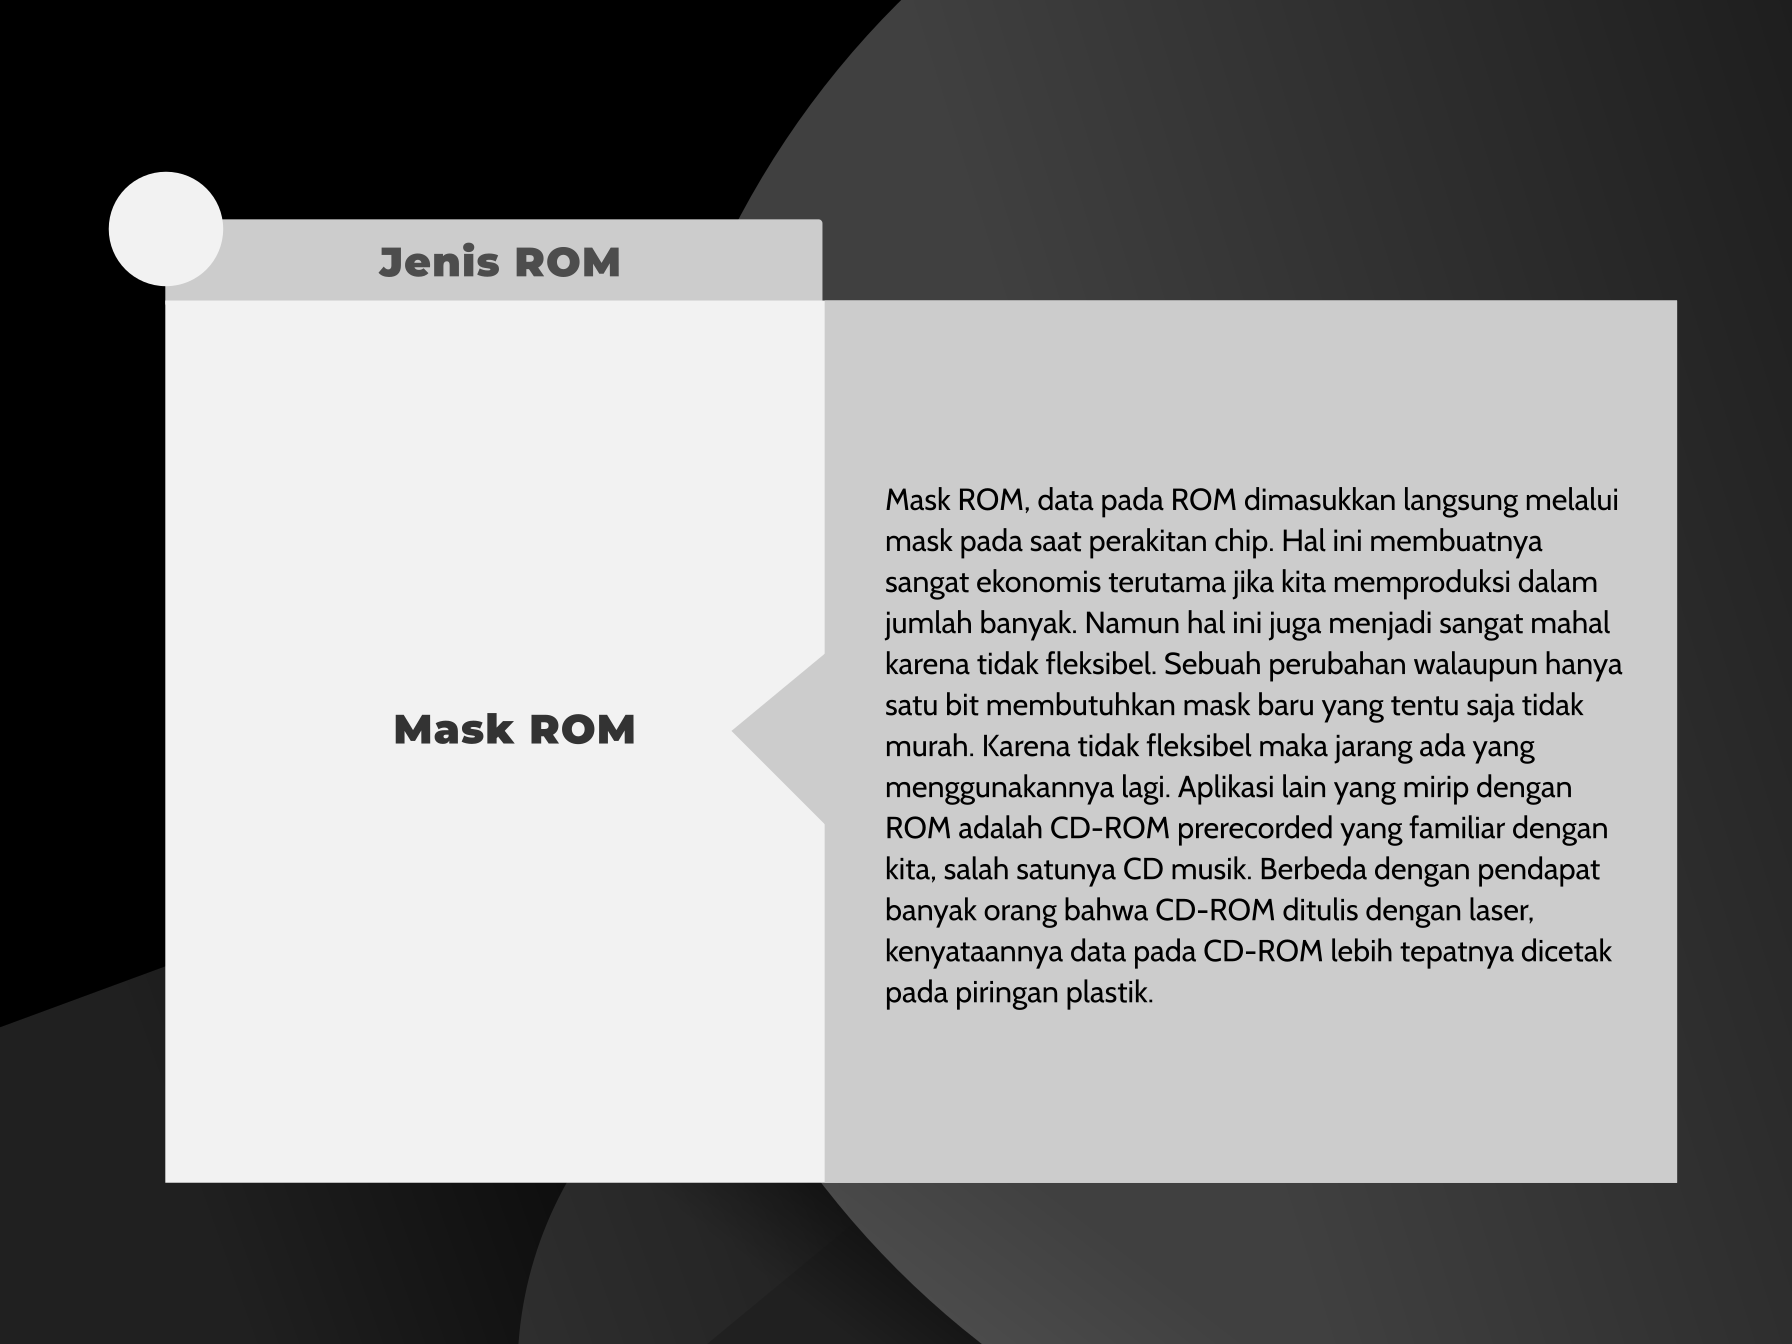 Jenis ROM
Mask ROM
Mask ROM, data pada ROM dimasukkan langsung melalui
mask pada saat perakitan chip. Hal ini membuatnya
sangat ekonomis terutama jika kita memproduksi dalam
jumlah banyak. Namun hal ini juga menjadi sangat mahal
karena tidak fleksibel. Sebuah perubahan walaupun hanya
satu bit membutuhkan mask baru yang tentu saja tidak
murah. Karena tidak fleksibel maka jarang ada yang
menggunakannya lagi. Aplikasi lain yang mirip dengan
ROM adalah CD-ROM prerecorded yang familiar dengan
kita, salah satunya CD musik. Berbeda dengan pendapat
banyak orang bahwa CD-ROM ditulis dengan laser,
kenyataannya data pada CD-ROM lebih tepatnya dicetak
pada piringan plastik.